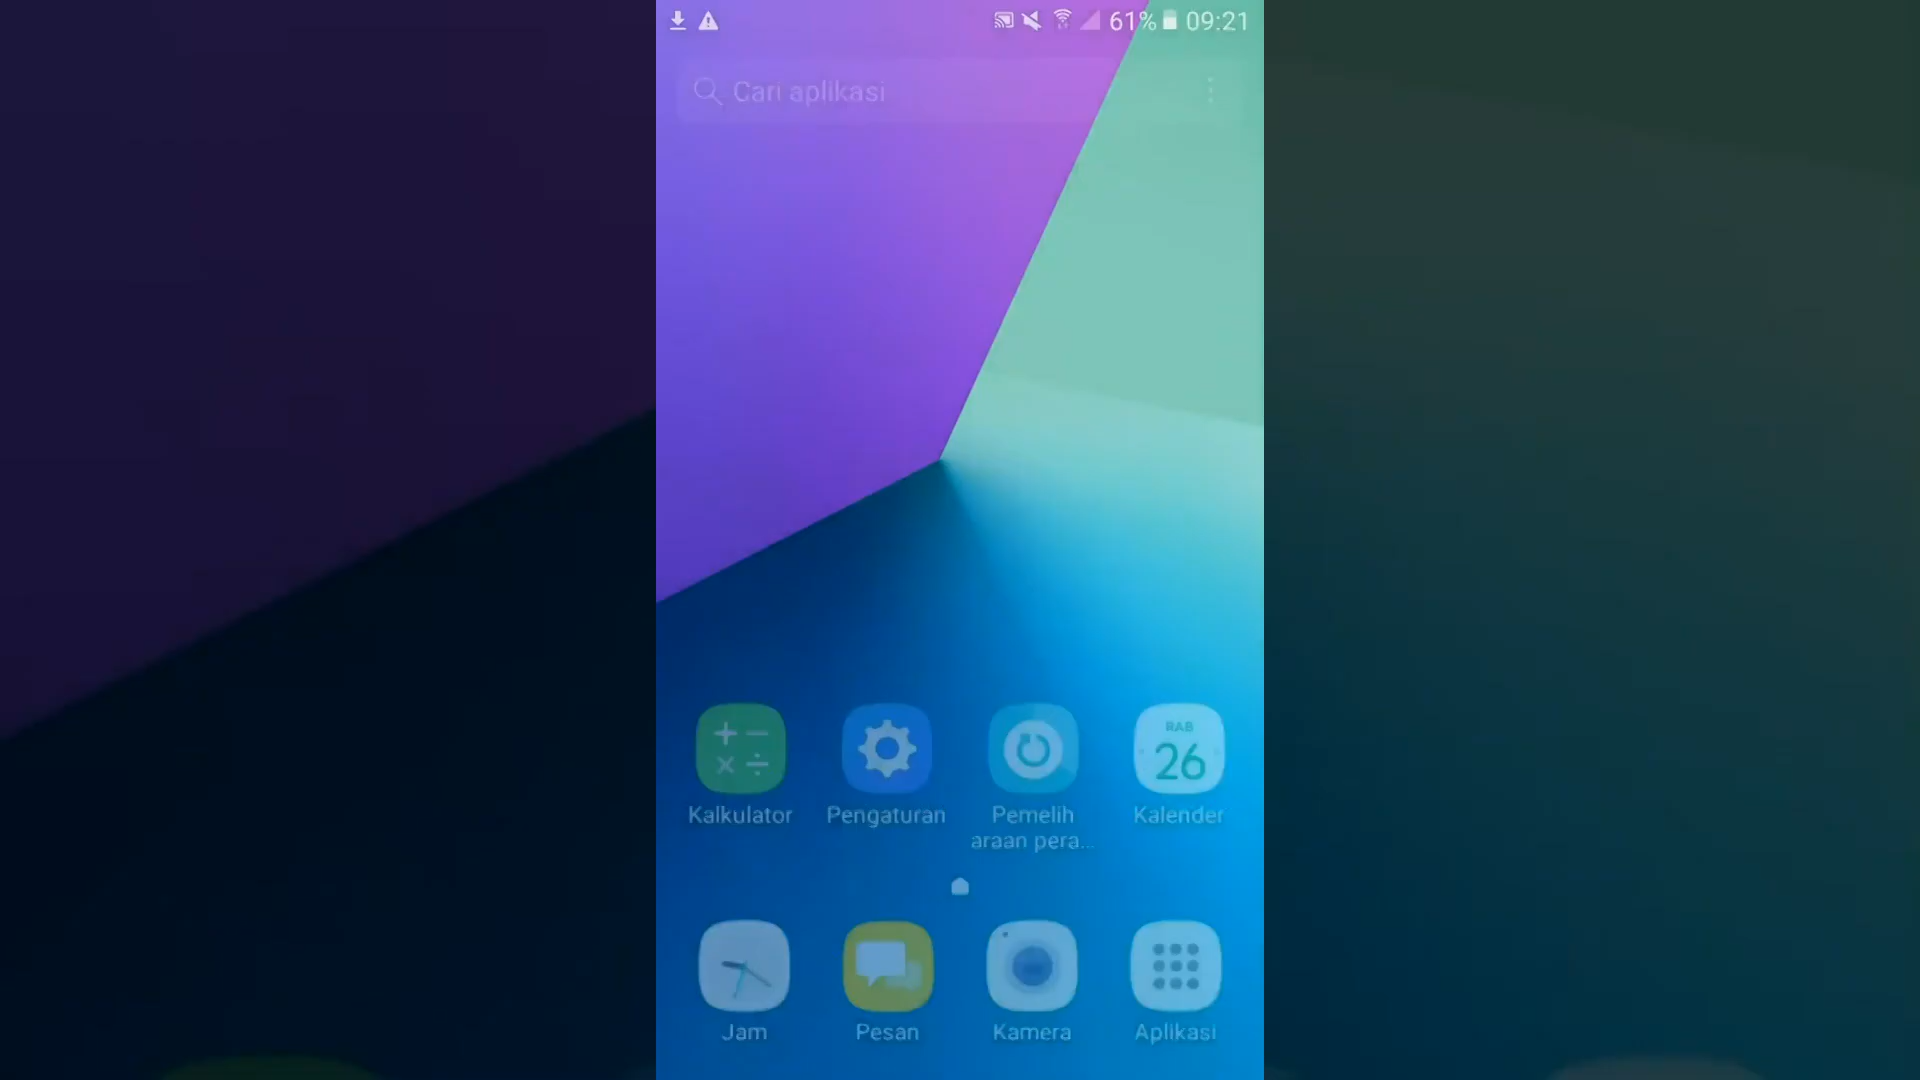 61% 09:21
Cari aplikasi
RAB
26
Kalkulator Pengaturan Pemelih Kalender
araan pera...
Jam Pesan Kamera Aplikasi